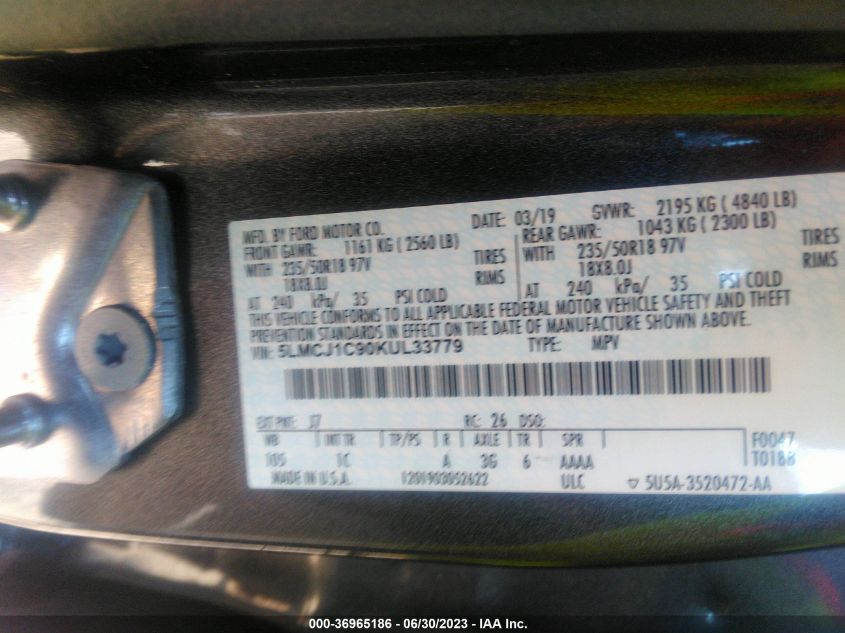 MFD. BY FORD MOTOR CO. DATE: 03/19 GVWR: 2195 KG ( 4840 LB)
FRONT GAWR: 1161 KG ( 2560 LB) REAR GAWR: 1043 KG ( 2300 LB)
WITH 235/50R18 97V TIRES WITH 235/50R18 97V TIRES
18X8.0J RIMS 18X8.0J RIMS
AT 240 kPa/ 35 PSI COLD AT 240 kPa/ 35 PSI COLD
THIS VEHICLE CONFORMS TO ALL APPLICABLE FEDERAL MOTOR VEHICLE SAFETY AND THEFT
PREVENTION STANDARDS IN EFFECT ON THE DATE OF MANUFACTURE SHOWN ABOVE.
VIN: 5LMCJ1C90KUL33779 TYPE: MPV
EXT PNT: J7 RC: 26 DSO:
WB INT TR TP/PS R AXLE TR SPR F0047
105 1C A 3G 6 AAAA T0188
MADE IN U.S.A. 1201903052622 ULC ▽ 5U5A-3520472-AA
000-36965186 - 06/30/2023 - IAA Inc.